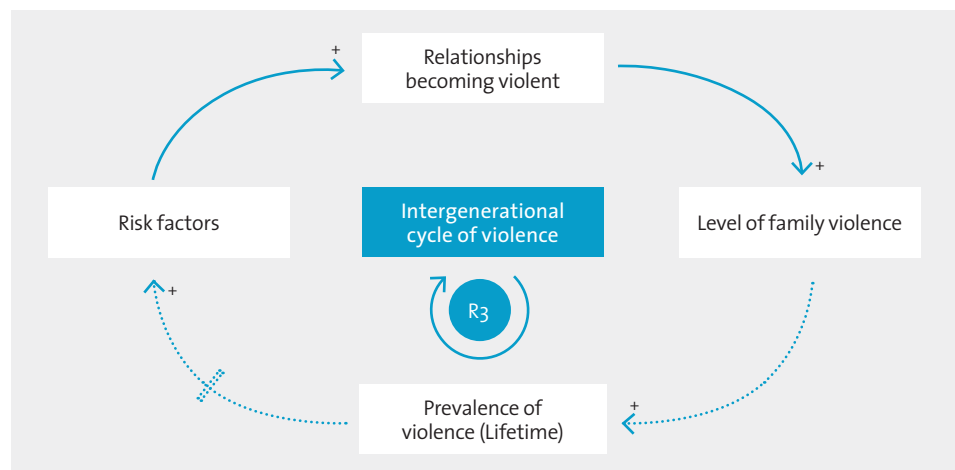 +
Relationships
becoming violent
+
Risk factors
Intergenerational
cycle of violence
Level of family violence
+
R3
+
Prevalence of
violence (Lifetime)